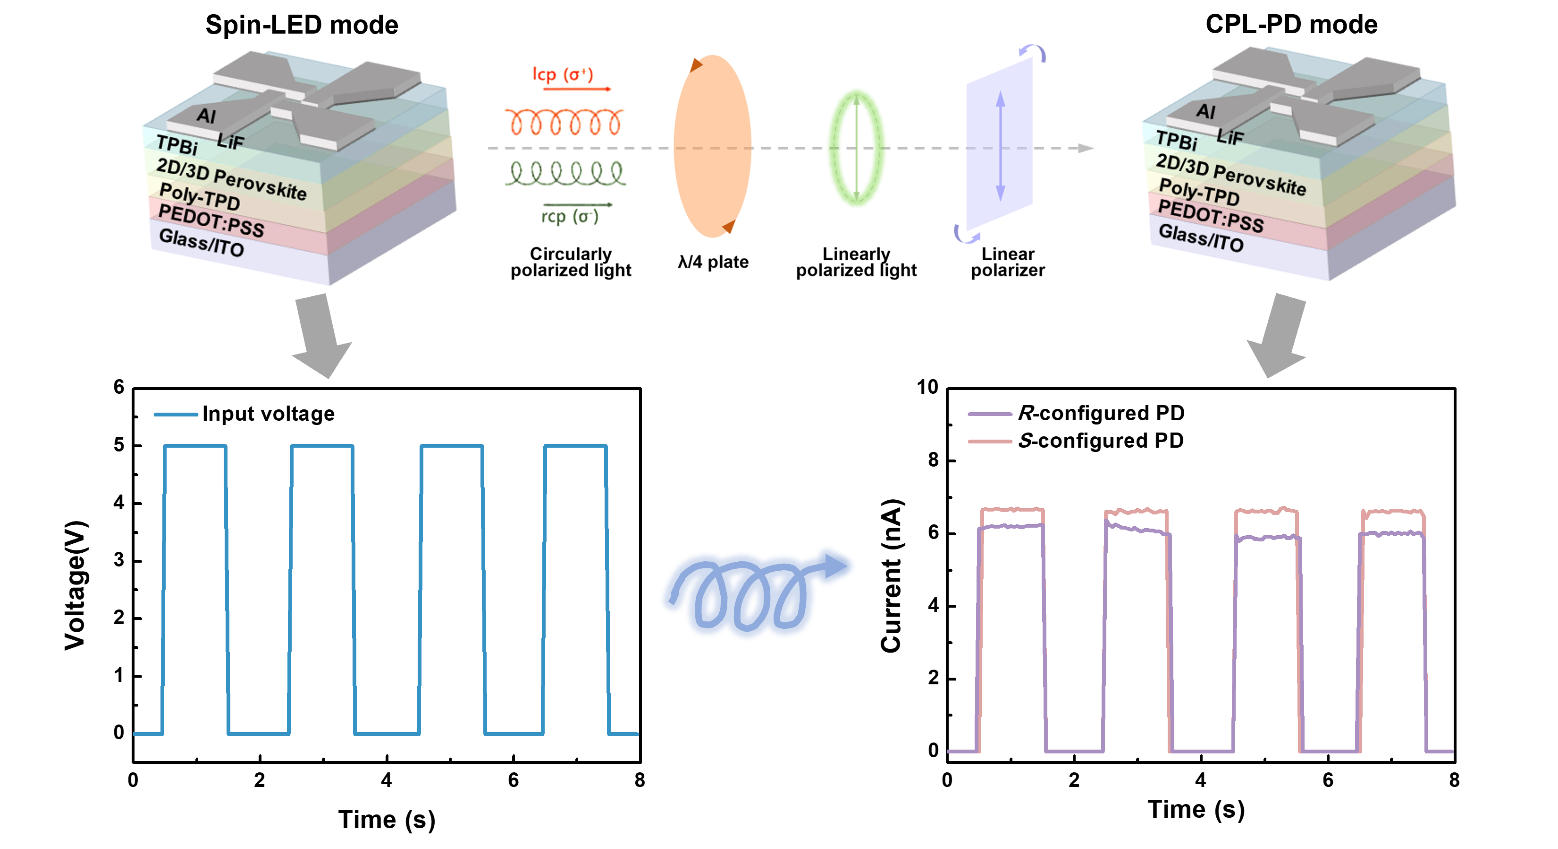 Spin-LED mode
CPL-PD mode
Al
LiF
TPBi
2D/3D Perovskite
Poly-TPD
PEDOT:PSS
Glass/ITO
lcp (σ⁺)
rcp (σ⁻)
Circularly
polarized light
λ/4 plate
Linearly
polarized light
Linear
polarizer
Al
LiF
TPBi
2D/3D Perovskite
Poly-TPD
PEDOT:PSS
Glass/ITO
Input voltage
Voltage(V)
6
5
4
3
2
1
0
0 2 4 6 8
Time (s)
R-configured PD
S-configured PD
Current (nA)
10
8
6
4
2
0
0 2 4 6 8
Time (s)